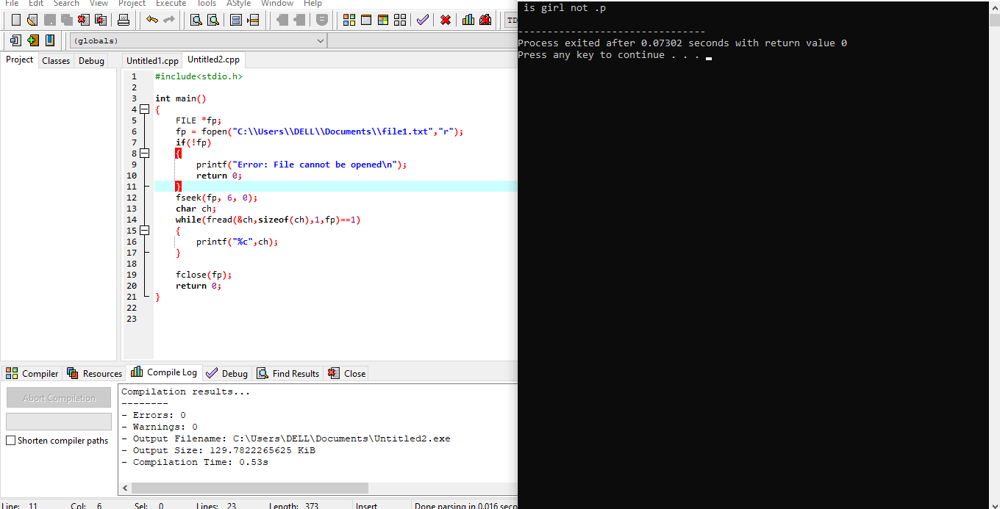 File Edit Search View Project Execute Tools AStyle Window Help
TD
(globals)
Project Classes Debug
Untitled1.cpp Untitled2.cpp
1 #include<stdio.h>
2
3 int main()
4 {
5 FILE *fp;
6 fp = fopen("C:\\Users\\DELL\\Documents\\file1.txt","r");
7 if(!fp)
8 {
9 printf("Error: File cannot be opened\n");
10 return 0;
11 }
12 fseek(fp, 6, 0);
13 char ch;
14 while(fread(&ch,sizeof(ch),1,fp)==1)
15 {
16 printf("%c",ch);
17 }
18
19 fclose(fp);
20 return 0;
21 }
22
23
Compiler Resources Compile Log Debug Find Results Close
Abort Compilation
Shorten compiler paths
Compilation results...
--------
- Errors: 0
- Warnings: 0
- Output Filename: C:\Users\DELL\Documents\Untitled2.exe
- Output Size: 129.7822265625 KiB
- Compilation Time: 0.53s
Line: 11 Col: 6 Sel: 0 Lines: 23 Length: 373 Insert Done parsing in 0.016 seco
is girl not .p
--------------------------------
Process exited after 0.07302 seconds with return value 0
Press any key to continue . . .